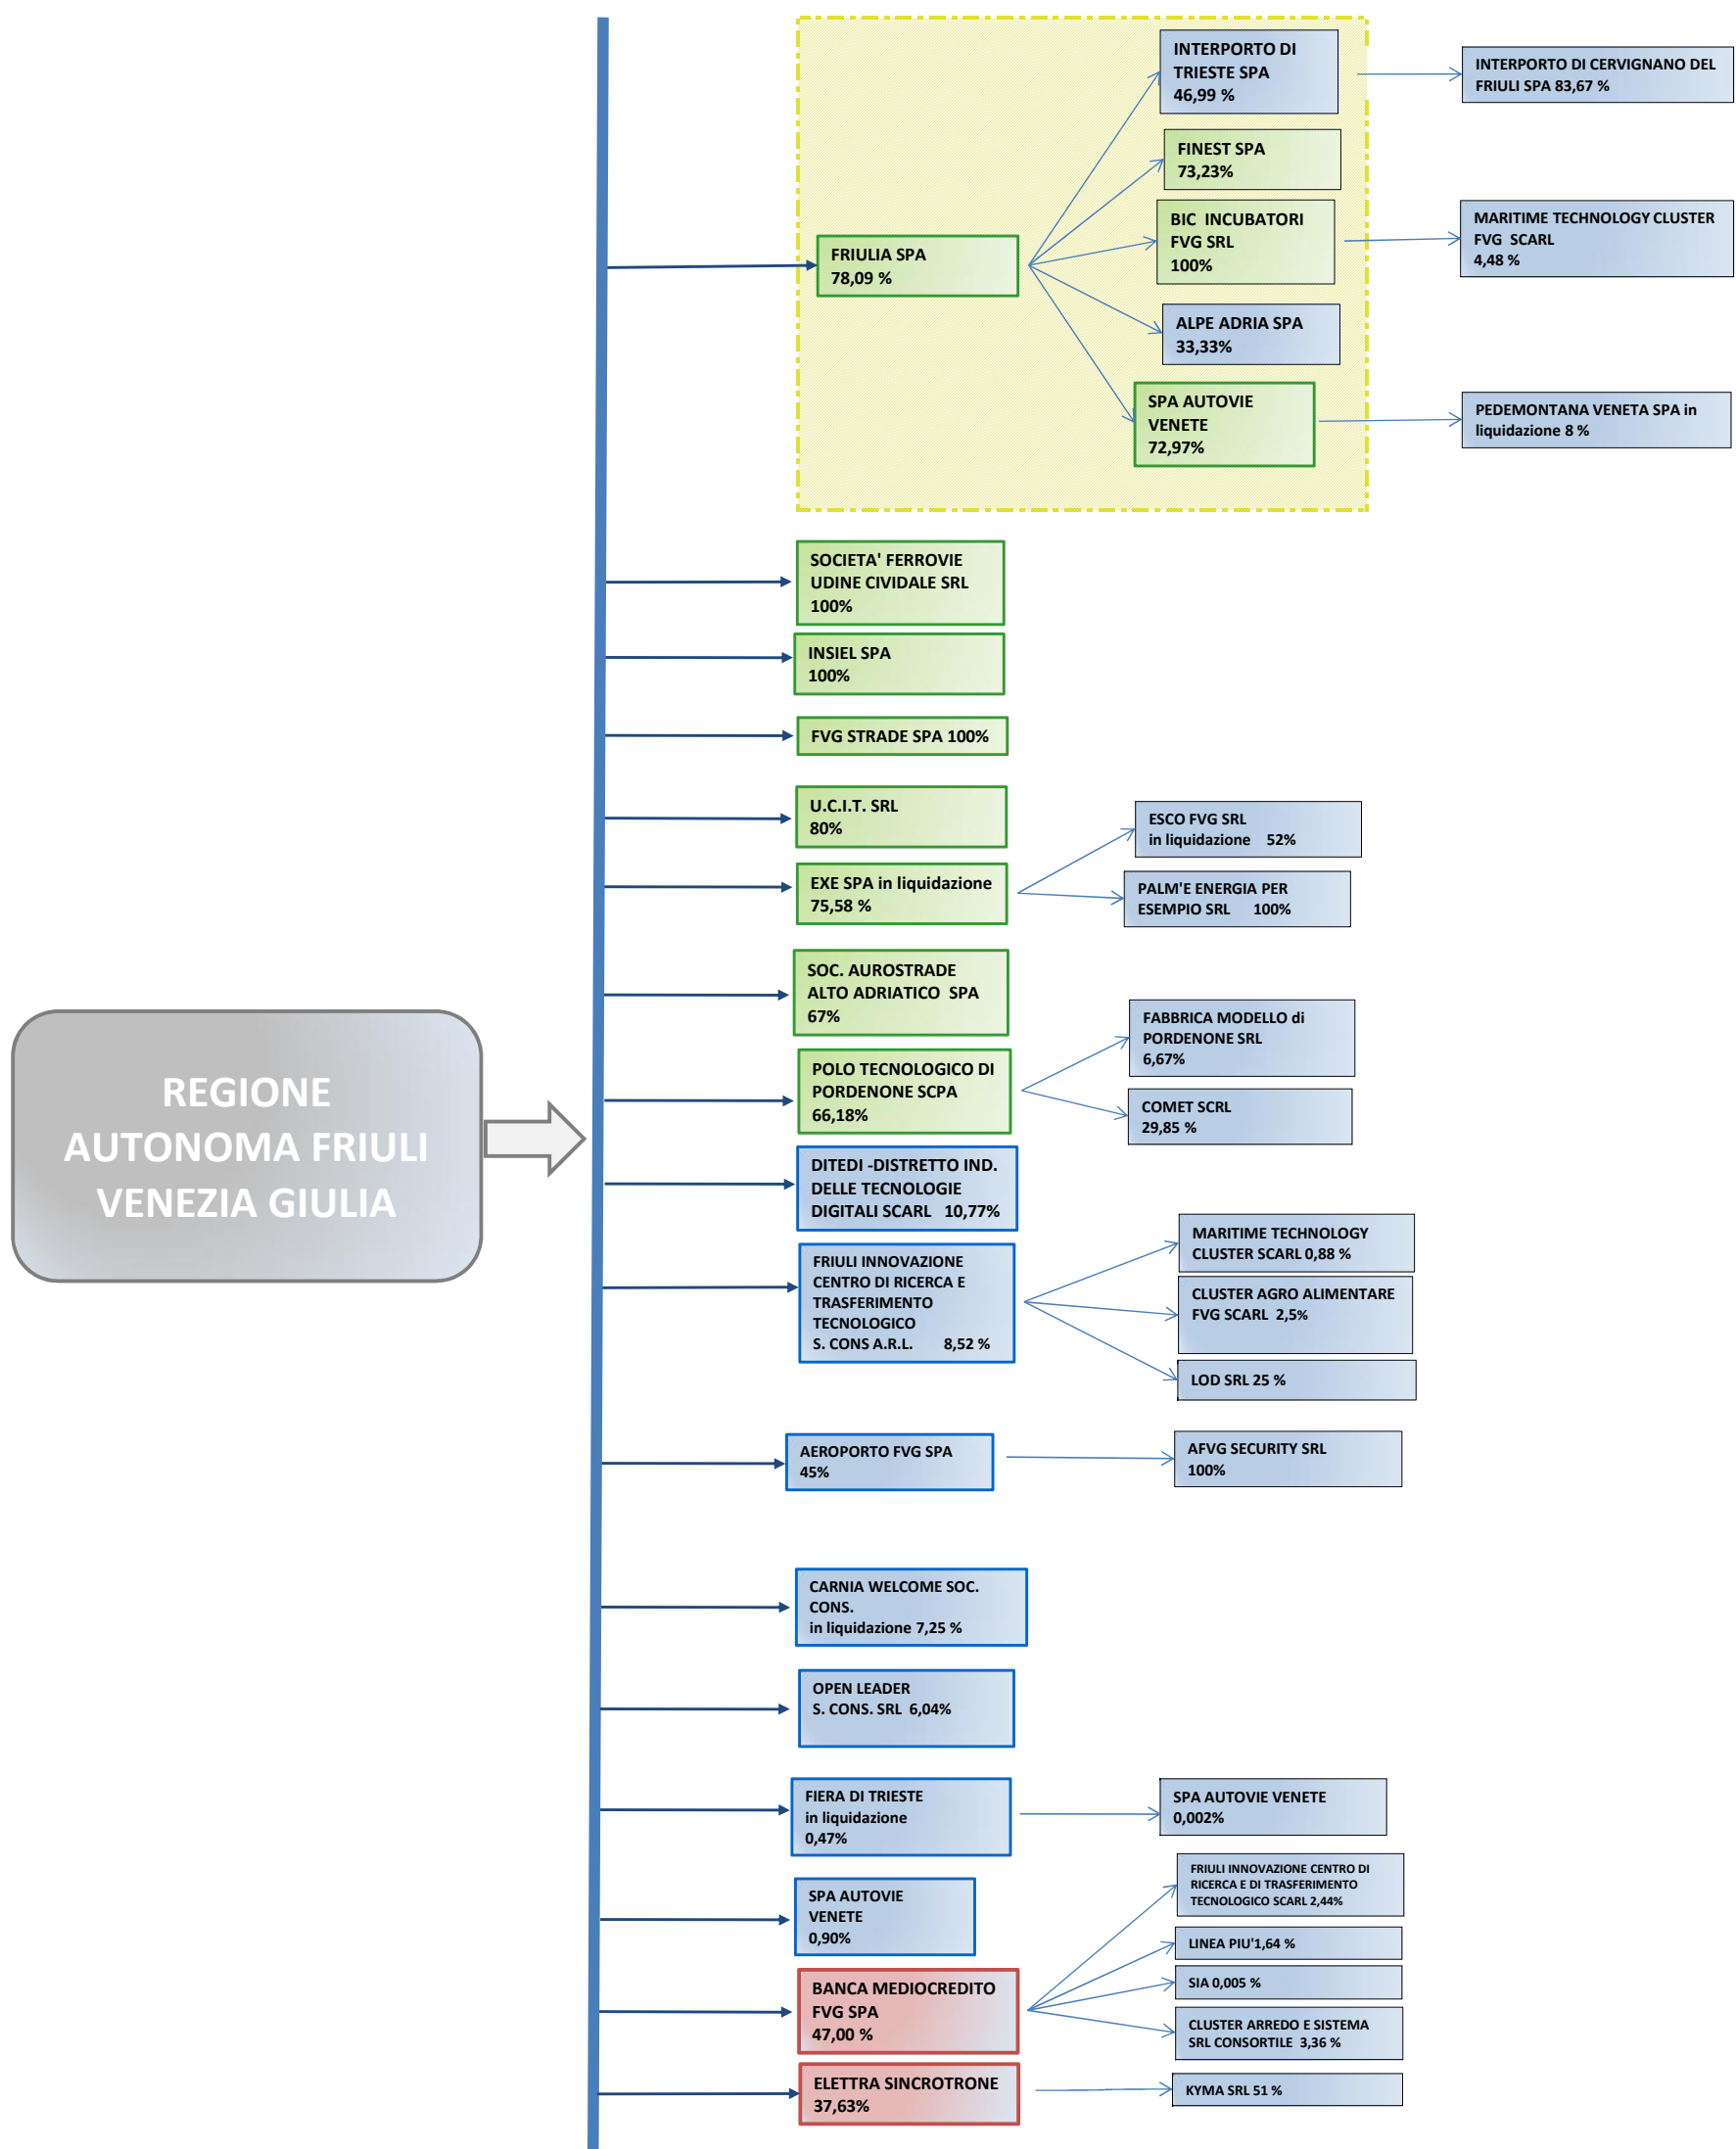 INTERPORTO DI
TRIESTE SPA
46,99 %
INTERPORTO DI CERVIGNANO DEL
FRIULI SPA 83,67 %
FINEST SPA
73,23%
BIC  INCUBATORI
FVG SRL
100%
MARITIME TECHNOLOGY CLUSTER
FVG  SCARL
4,48 %
FRIULIA SPA
78,09 %
ALPE ADRIA SPA
33,33%
SPA AUTOVIE
VENETE
72,97%
PEDEMONTANA VENETA SPA in
liquidazione 8 %
SOCIETA' FERROVIE
UDINE CIVIDALE SRL
100%
INSIEL SPA
100%
FVG STRADE SPA 100%
U.C.I.T. SRL
80%
ESCO FVG SRL
in liquidazione   52%
EXE SPA in liquidazione
75,58 %
PALM'E ENERGIA PER
ESEMPIO SRL     100%
SOC. AUROSTRADE
ALTO ADRIATICO  SPA
67%
FABBRICA MODELLO di
PORDENONE SRL
6,67%
POLO TECNOLOGICO DI
PORDENONE SCPA
66,18%
COMET SCRL
29,85 %
REGIONE
AUTONOMA FRIULI
VENEZIA GIULIA
DITEDI -DISTRETTO IND.
DELLE TECNOLOGIE
DIGITALI SCARL   10,77%
MARITIME TECHNOLOGY
CLUSTER SCARL 0,88 %
FRIULI INNOVAZIONE
CENTRO DI RICERCA E
TRASFERIMENTO
TECNOLOGICO
S. CONS A.R.L.       8,52 %
CLUSTER AGRO ALIMENTARE
FVG SCARL  2,5%
LOD SRL 25 %
AEROPORTO FVG SPA
45%
AFVG SECURITY SRL
100%
CARNIA WELCOME SOC.
CONS.
in liquidazione 7,25 %
OPEN LEADER
S. CONS. SRL  6,04%
FIERA DI TRIESTE
in liquidazione
0,47%
SPA AUTOVIE VENETE
0,002%
SPA AUTOVIE
VENETE
0,90%
FRIULI INNOVAZIONE CENTRO DI
RICERCA E DI TRASFERIMENTO
TECNOLOGICO SCARL 2,44%
LINEA PIU'1,64 %
BANCA MEDIOCREDITO
FVG SPA
47,00 %
SIA 0,005 %
CLUSTER ARREDO E SISTEMA
SRL CONSORTILE  3,36 %
ELETTRA SINCROTRONE
37,63%
KYMA SRL 51 %